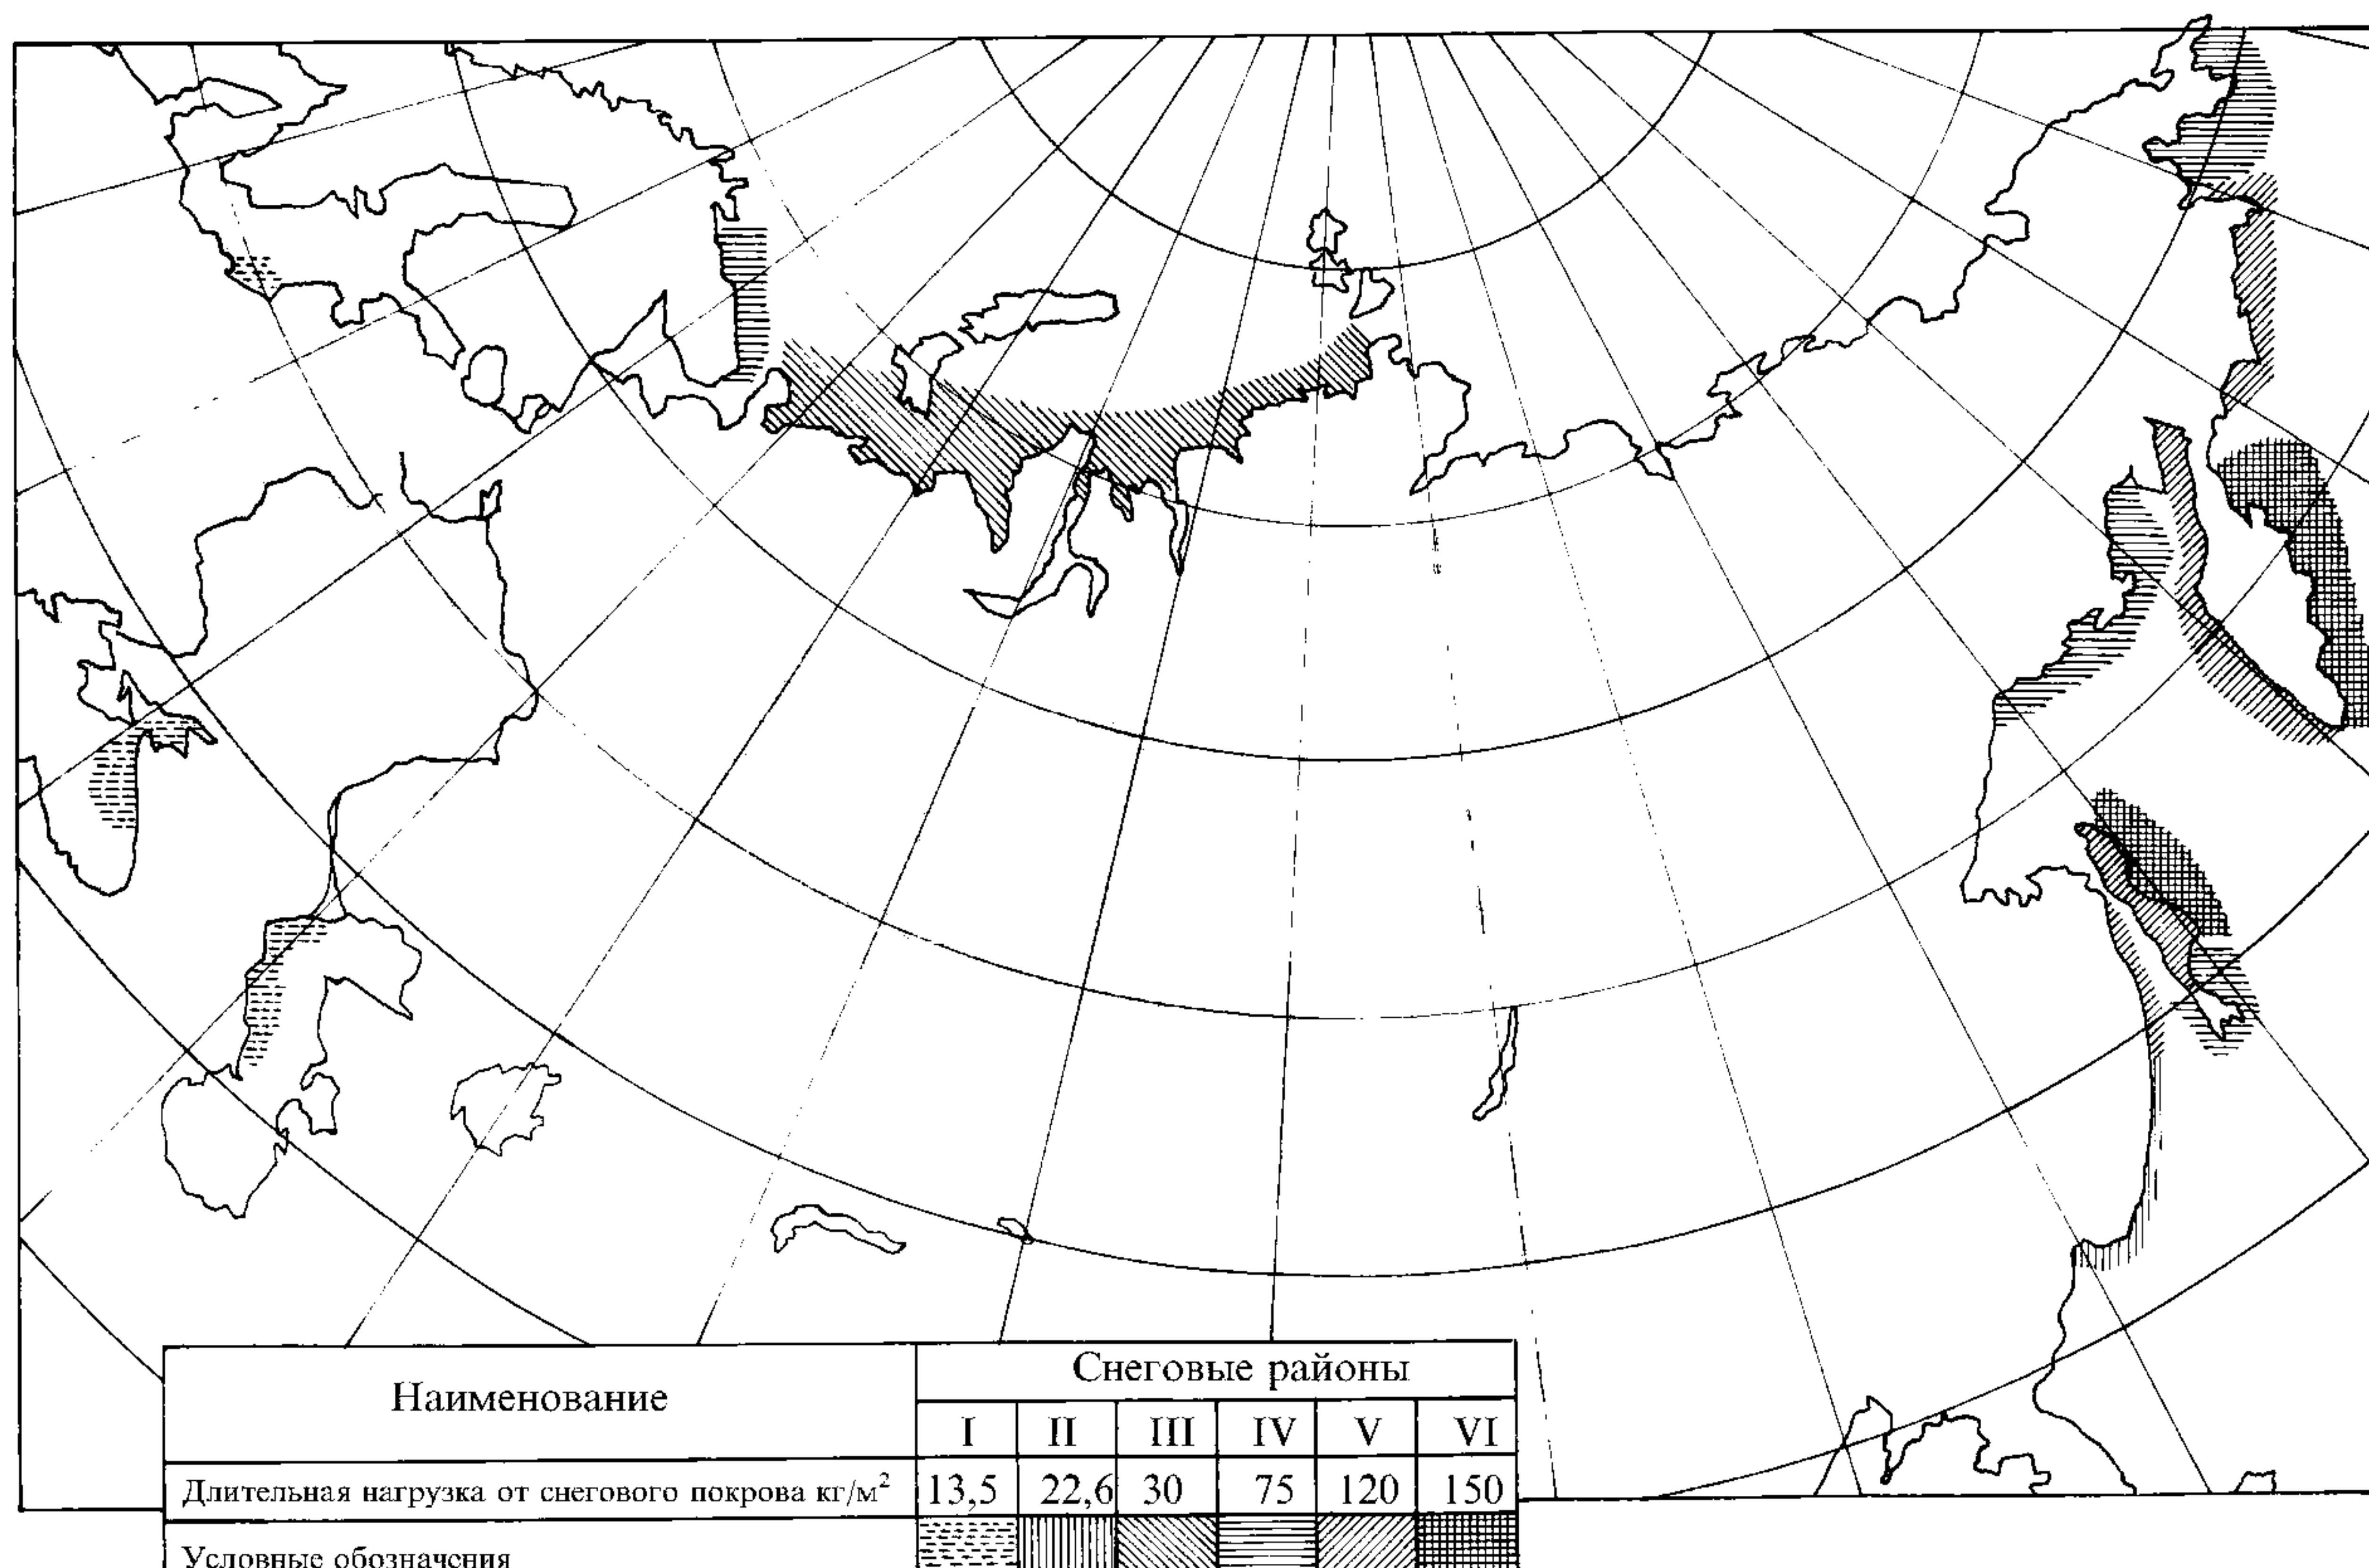 Наименование
Снеговые районы
I II III IV V VI
Длительная нагрузка от снегового покрова кг/м² 13,5 22,6 30 75 120 150
Условные обозначения